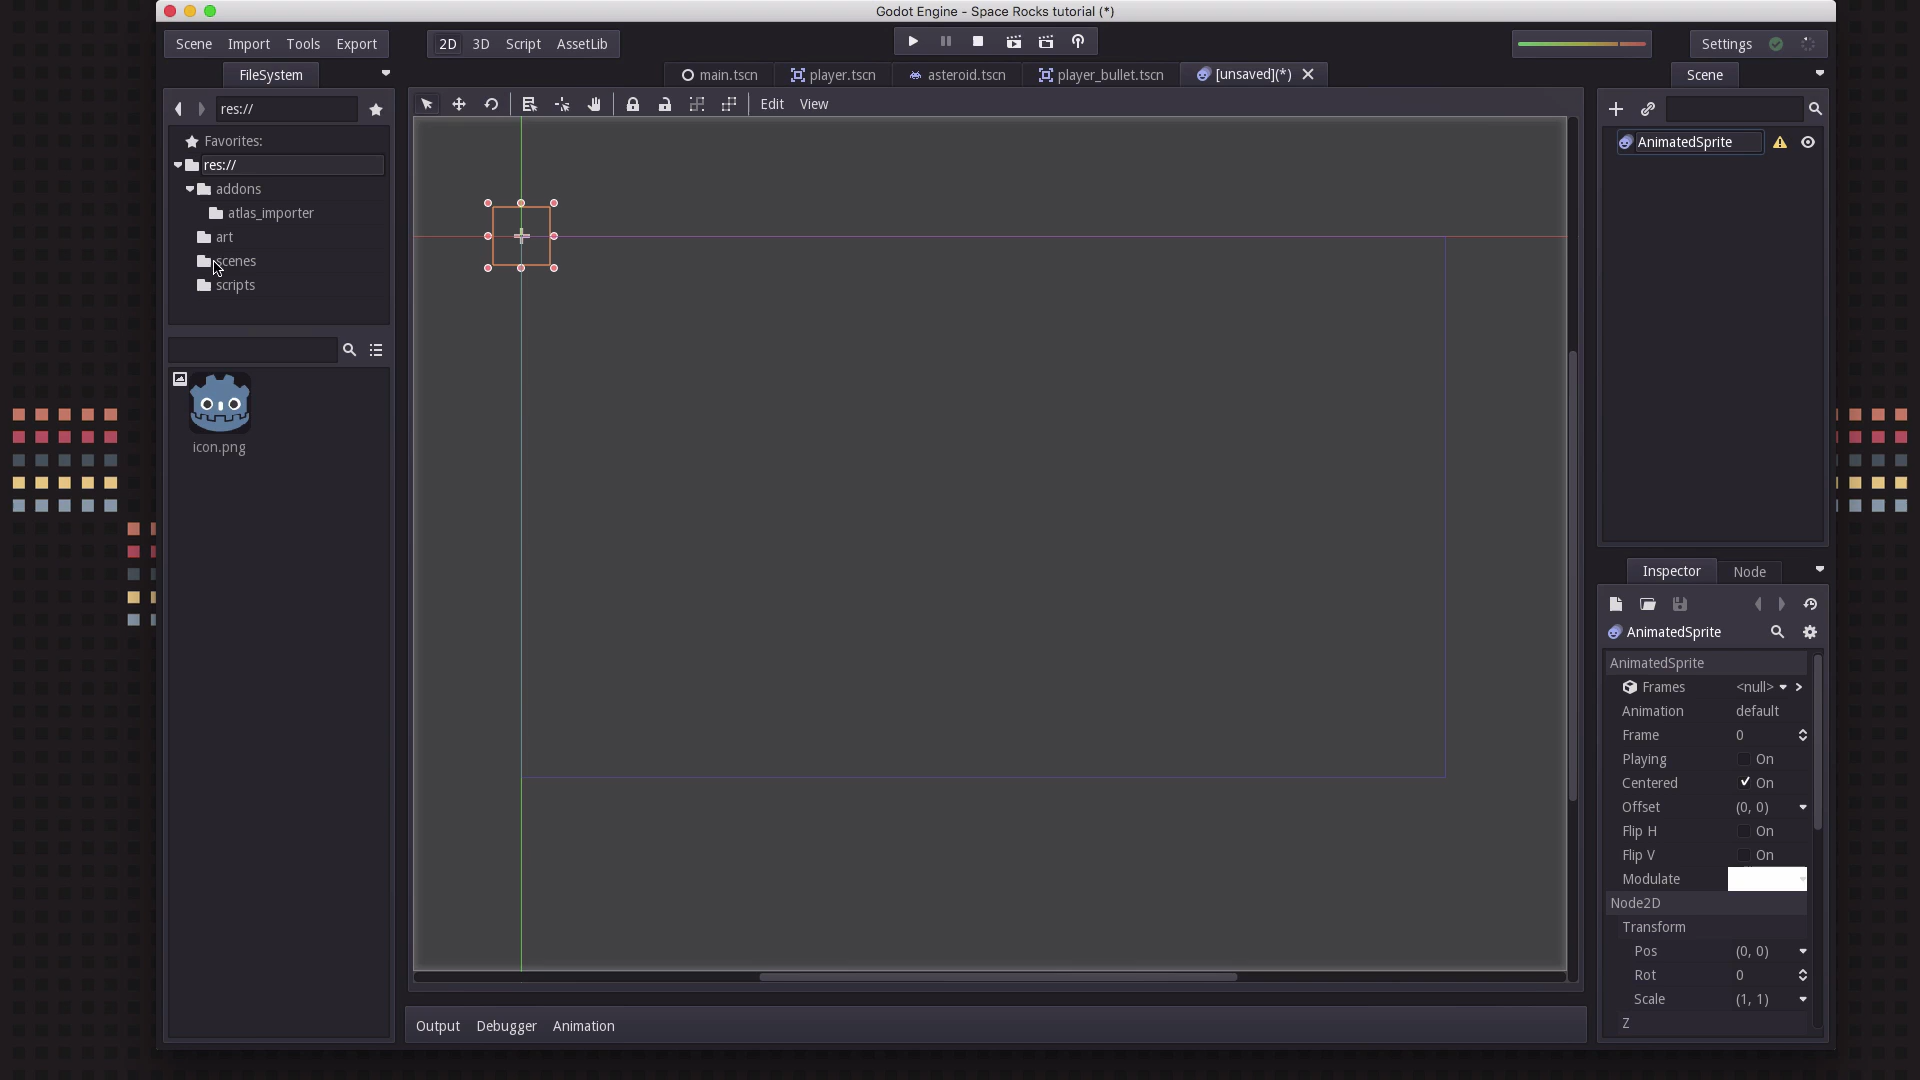 Godot Engine - Space Rocks tutorial (*)
Scene Import Tools Export
2D 3D Script AssetLib
Settings
FileSystem
main.tscn player.tscn asteroid.tscn player_bullet.tscn [unsaved](*)
Scene
res://
Edit View
Favorites:
res://
addons
atlas_importer
art
scenes
scripts
icon.png
AnimatedSprite
Inspector Node
AnimatedSprite
AnimatedSprite
Frames <null>
Animation default
Frame 0
Playing On
Centered On
Offset (0, 0)
Flip H On
Flip V On
Modulate
Node2D
Transform
Pos (0, 0)
Rot 0
Scale (1, 1)
Z
Output Debugger Animation